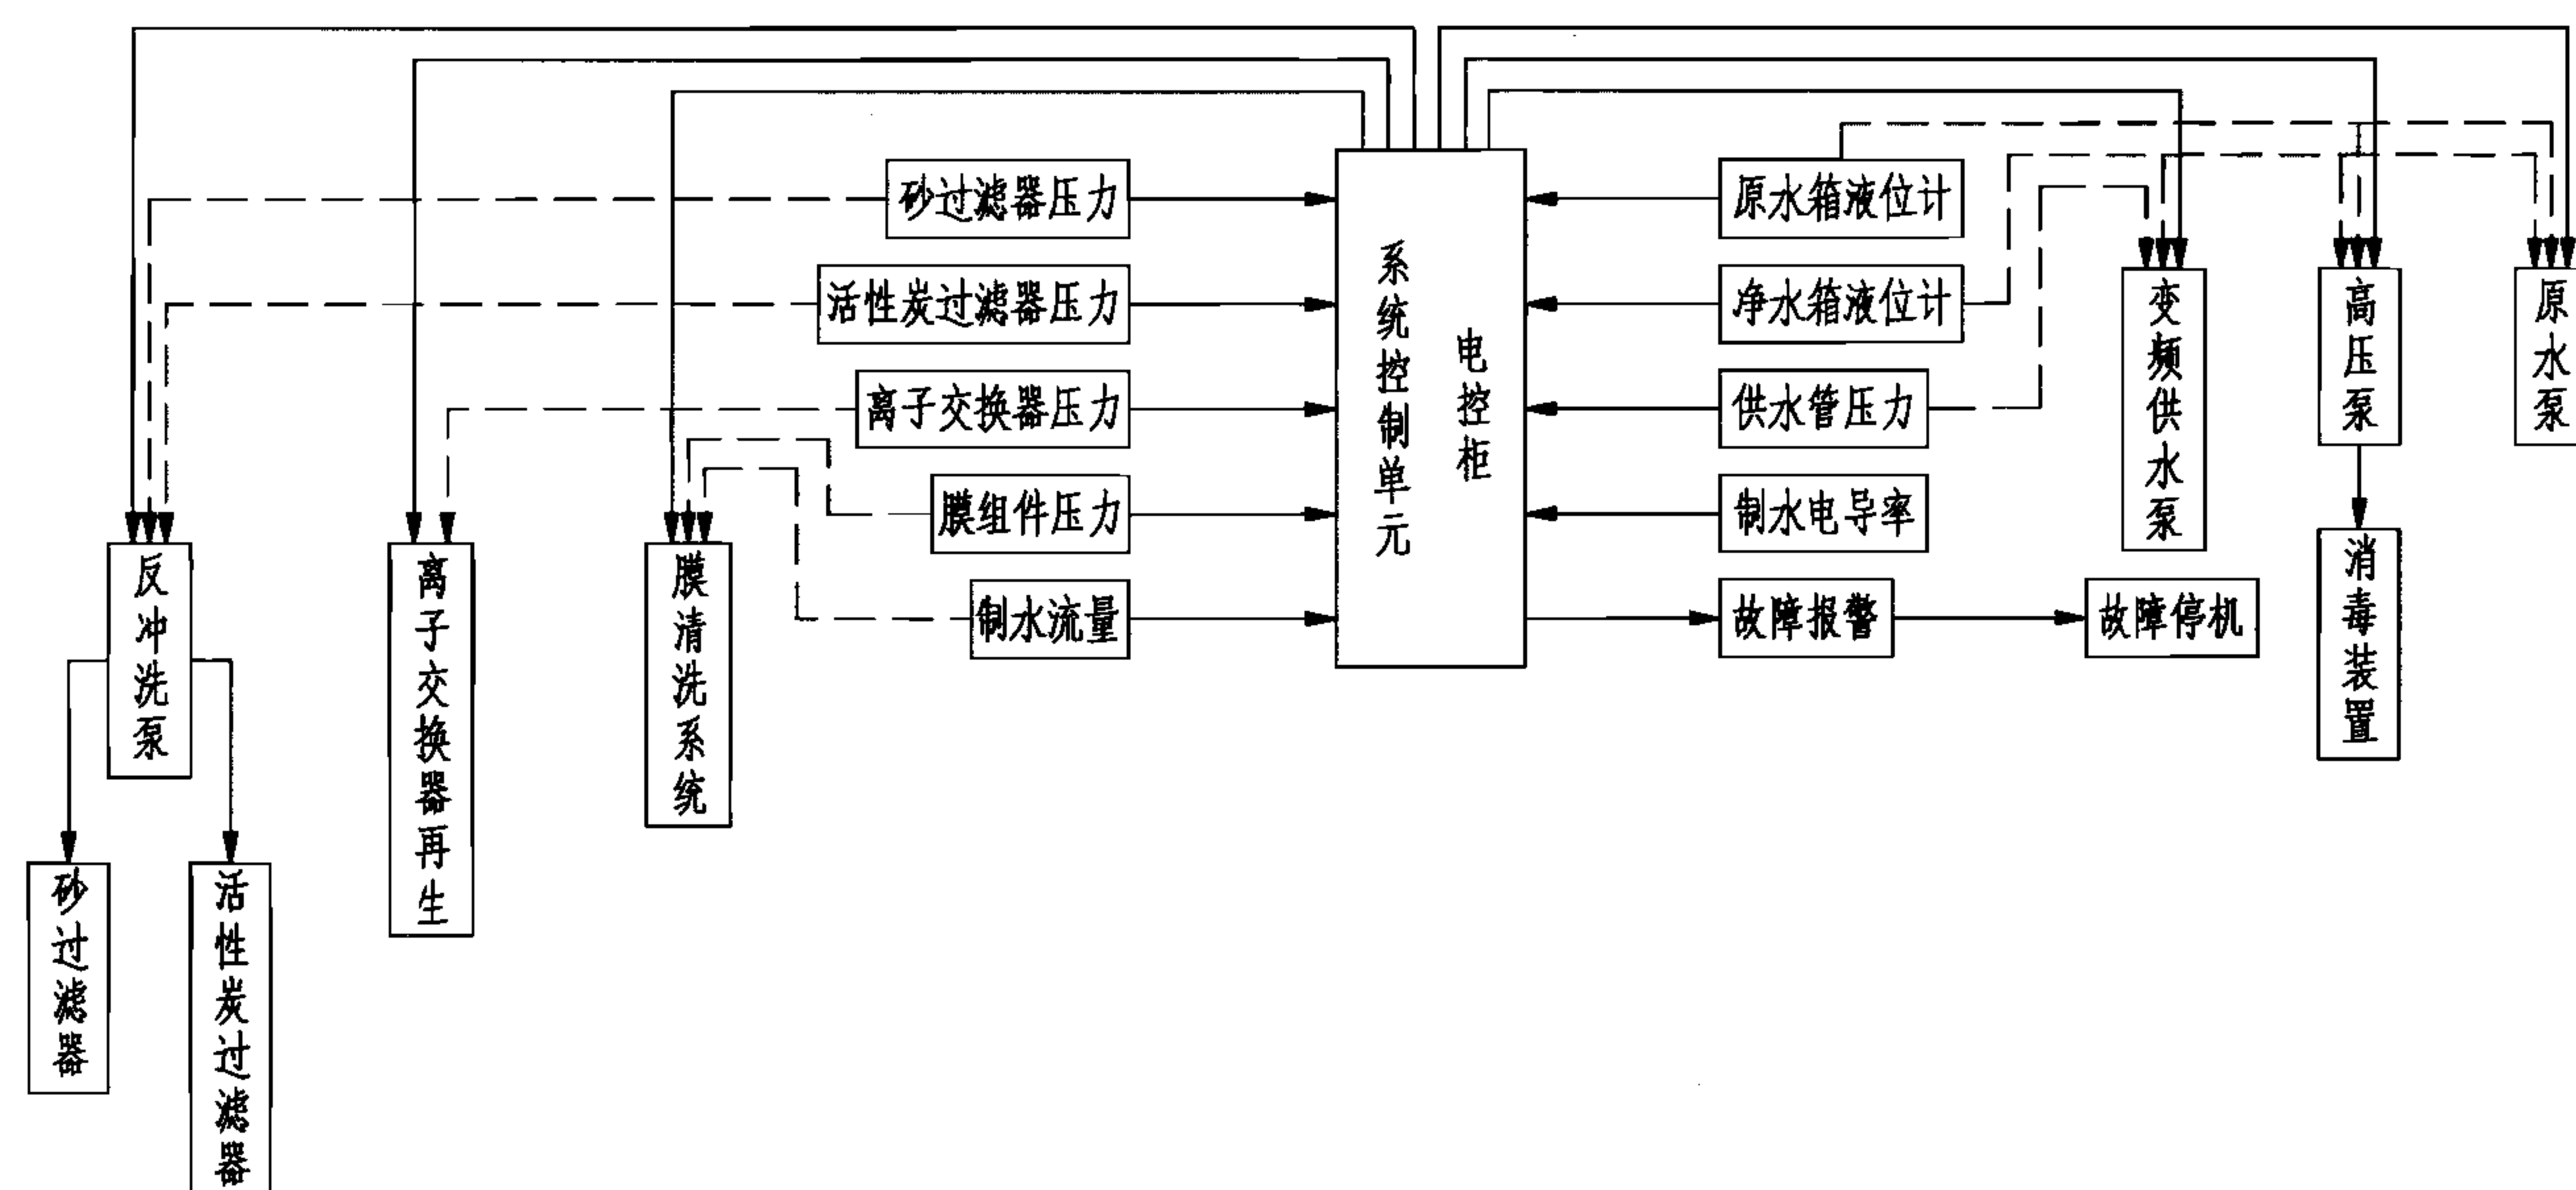 砂过滤器压力
活性炭过滤器压力
离子交换器压力
膜组件压力
制水流量
系统控制单元
电控柜
原水箱液位计
净水箱液位计
供水管压力
制水电导率
故障报警
故障停机
变频供水泵
高压泵
原水泵
消毒装置
反冲洗泵
离子交换器再生
膜清洗系统
砂过滤器
活性炭过滤器